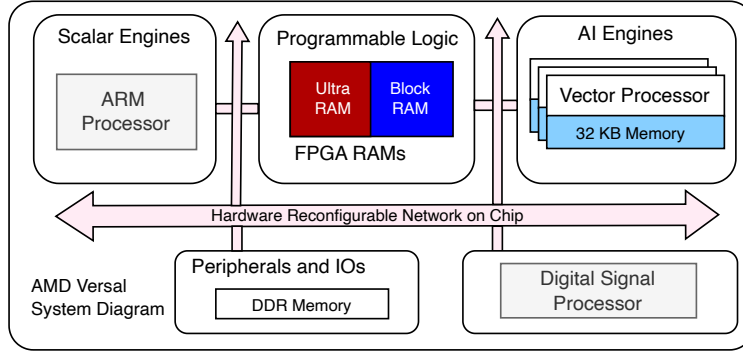 Scalar Engines
ARM
Processor
Programmable Logic
Ultra
RAM
Block
RAM
FPGA RAMs
AI Engines
Vector Processor
32 KB Memory
Hardware Reconfigurable Network on Chip
AMD Versal
System Diagram
Peripherals and IOs
DDR Memory
Digital Signal
Processor